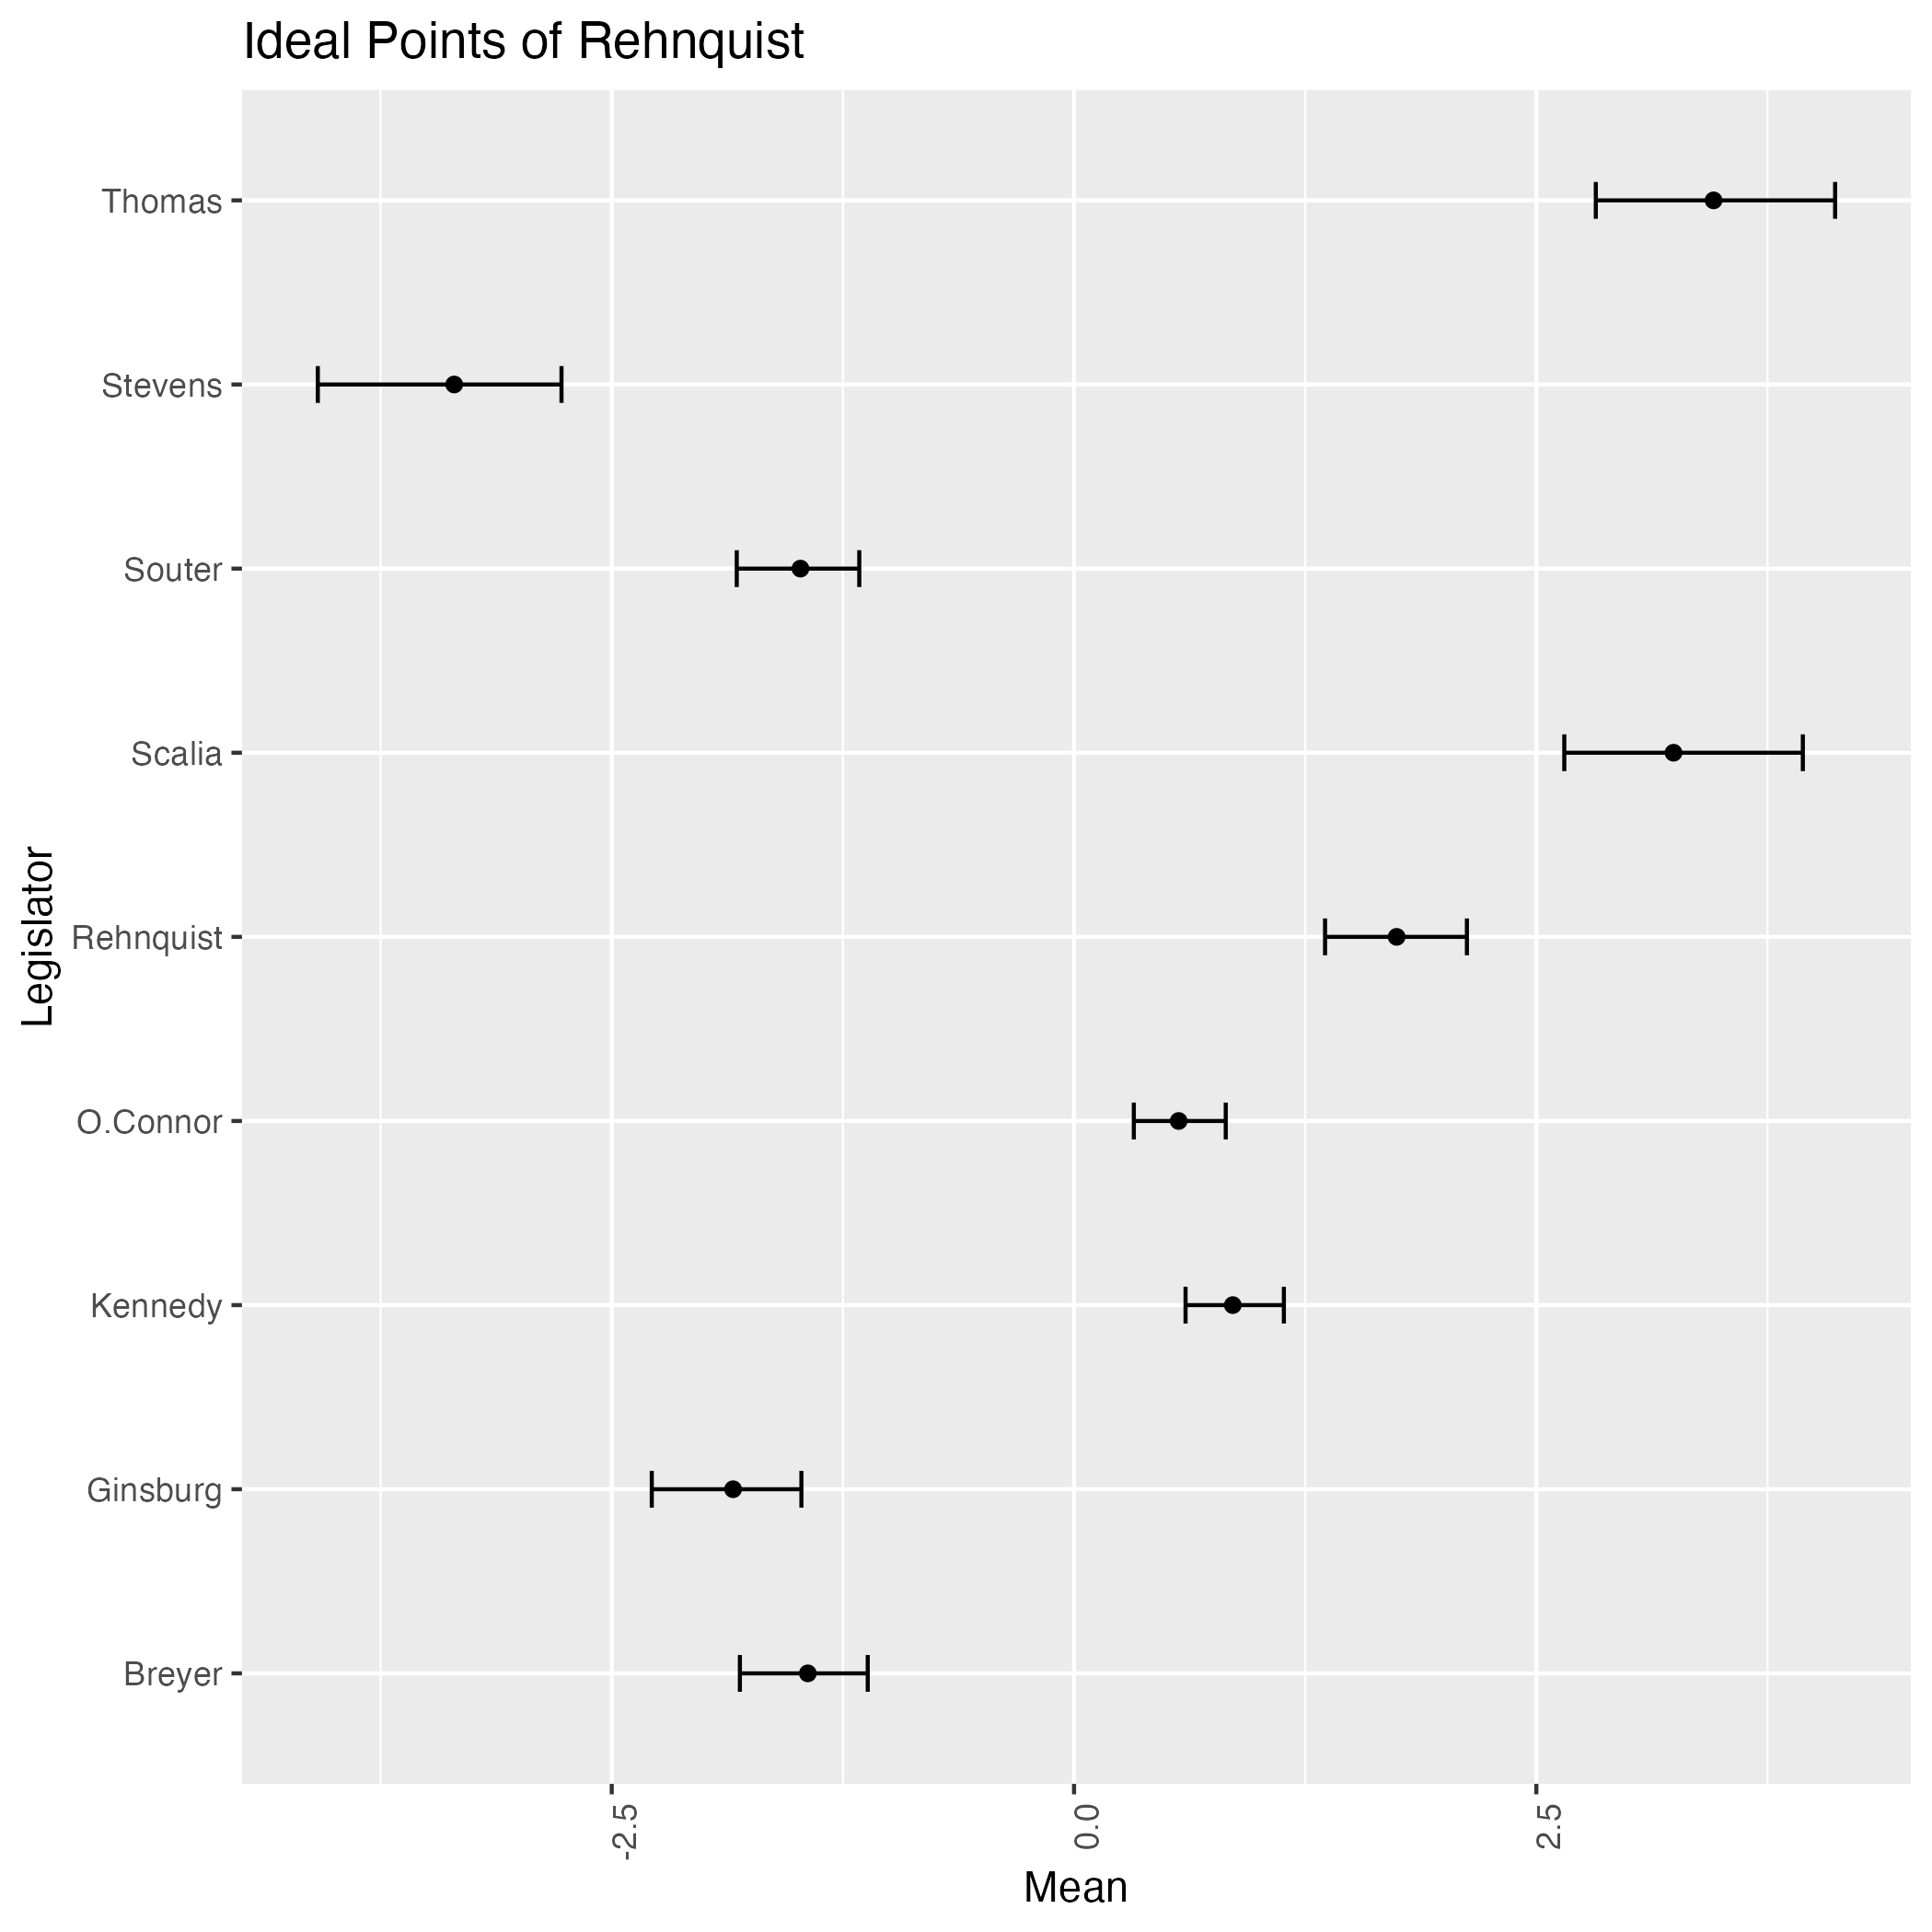 Ideal Points of Rehnquist
Legislator
Thomas
Stevens
Souter
Scalia
Rehnquist
O.Connor
Kennedy
Ginsburg
Breyer
-2.5
0.0
2.5
Mean